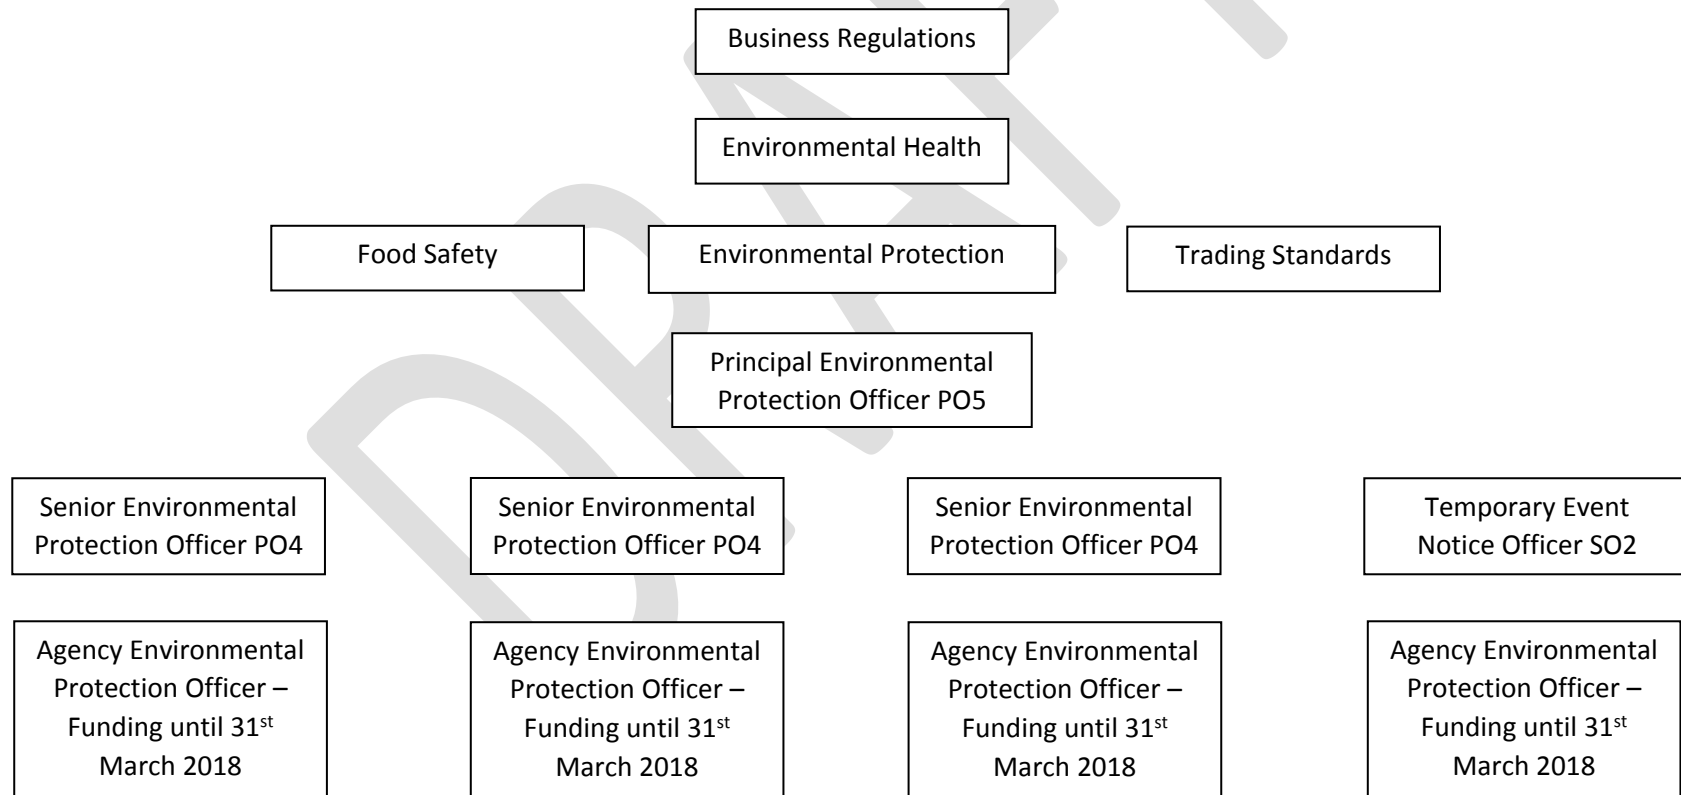 Business Regulations
Environmental Health
Food Safety
Environmental Protection
Trading Standards
Principal Environmental
Protection Officer PO5
Senior Environmental
Protection Officer PO4
Senior Environmental
Protection Officer PO4
Senior Environmental
Protection Officer PO4
Temporary Event
Notice Officer SO2
Agency Environmental
Protection Officer –
Funding until 31st
March 2018
Agency Environmental
Protection Officer –
Funding until 31st
March 2018
Agency Environmental
Protection Officer –
Funding until 31st
March 2018
Agency Environmental
Protection Officer –
Funding until 31st
March 2018
DRAFT